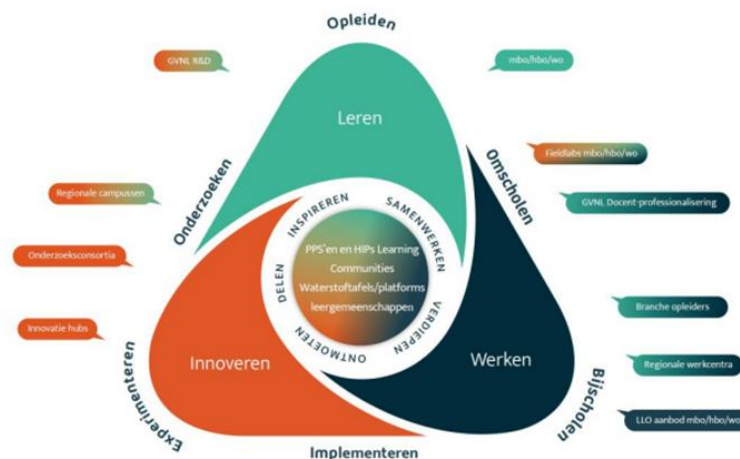 Opleiden
GVNL R&D
mbo/hbo/wo
Leren
Onderzoeken
Omscholen
Fieldlabs mbo/hbo/wo
Regionale campussen
GVNL Docent-professionalisering
INSPIREREN
SAMENWERKEN
PPS'en en HIPs Learning
Communities
Waterstoftafels/platforms
leergemeenschappen
DELEN
VERDIEPEN
ONTMOETEN
Onderzoeksconsortia
Innovatie hubs
Branche opleiders
Innoveren
Werken
Regionale werkcentra
Experimenteren
Bijscholen
LLO aanbod mbo/hbo/wo
Implementeren